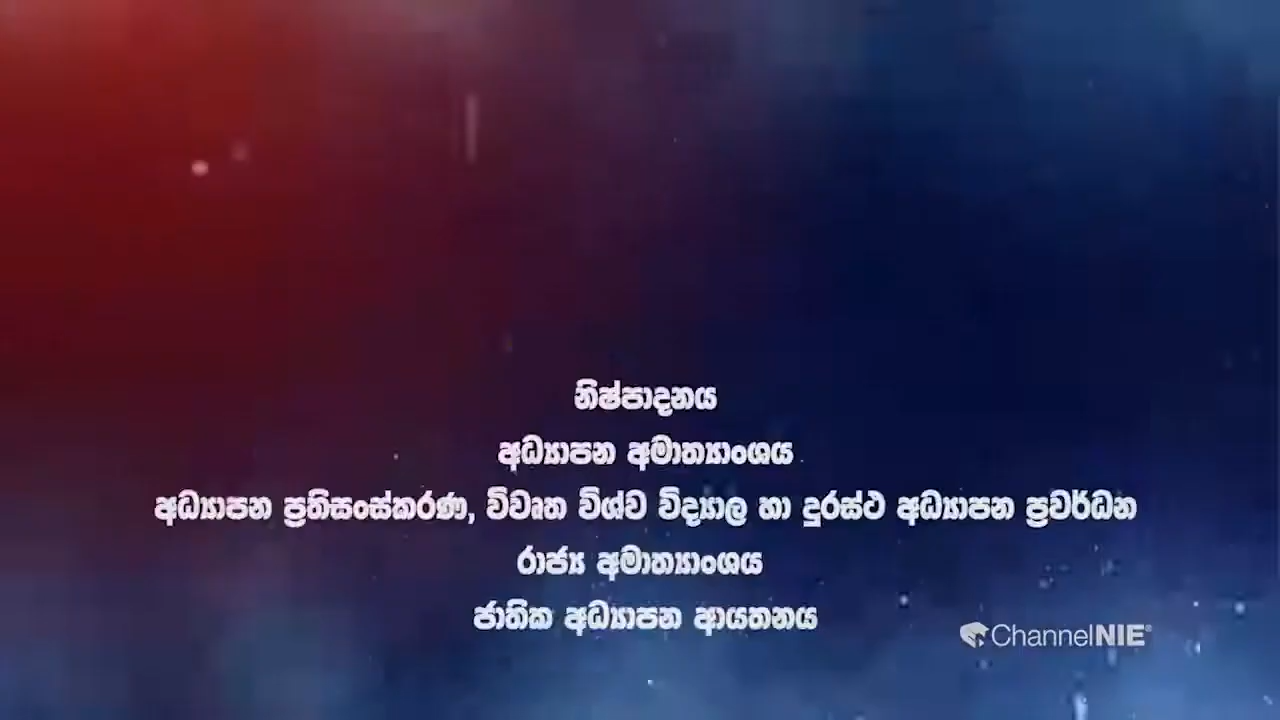 නිෂ්පාදනය
අධ්‍යාපන අමාත්‍යාංශය
අධ්‍යාපන ප්‍රතිසංස්කරණ, විවෘත විශ්ව විද්‍යාල හා දුරස්ථ අධ්‍යාපන ප්‍රවර්ධන
රාජ්‍ය අමාත්‍යාංශය
ජාතික අධ්‍යාපන ආයතනය
ChannelNIE®